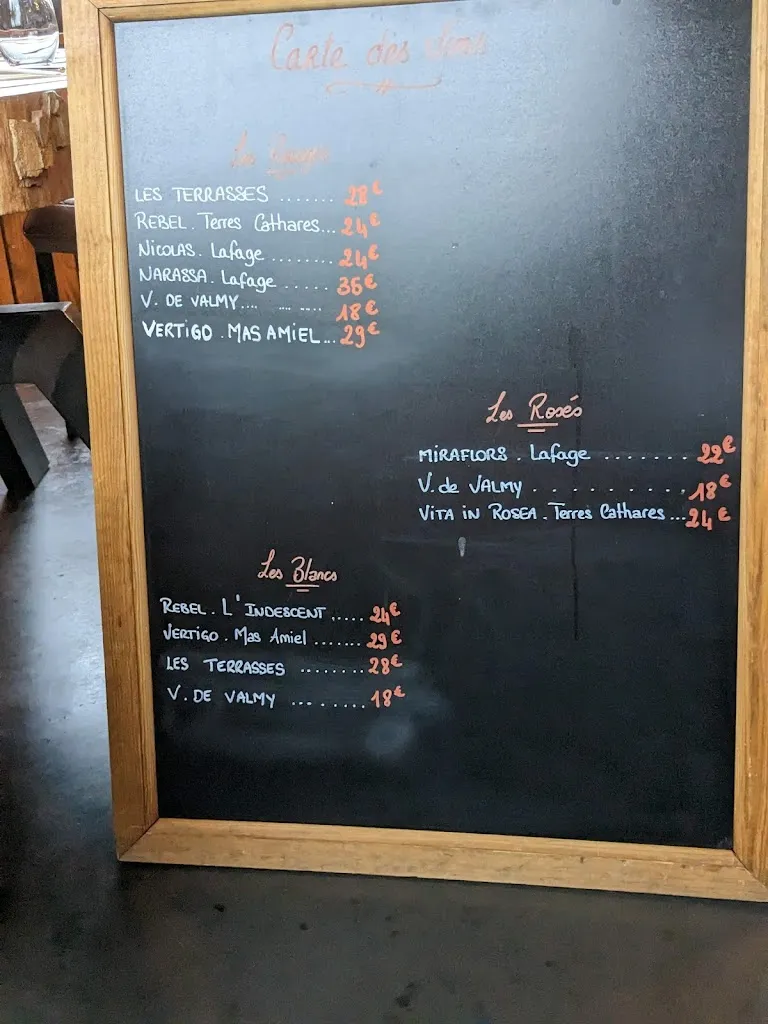 Carte des Vins
Les Rouges
LES TERRASSES ....... 28€
REBEL. Terres Cathares... 24€
NICOLAS. Lafage ........ 24€
NARASSA. Lafage ..... 35€
V. DE VALMY.... .... .... 18€
VERTIGO . MAS AMIEL... 29€
Les Rosés
MIRAFLORS . Lafage ....... 22€
V. de VALMY . . . . . . . . . . 18€
VITA IN ROSEA . Terres Cathares ... 24€
Les Blancs
REBEL . L'INDESCENT ..... 24€
VERTIGO . Mas Amiel ....... 29€
LES TERRASSES ........ 28€
V. DE VALMY ... ..... 18€